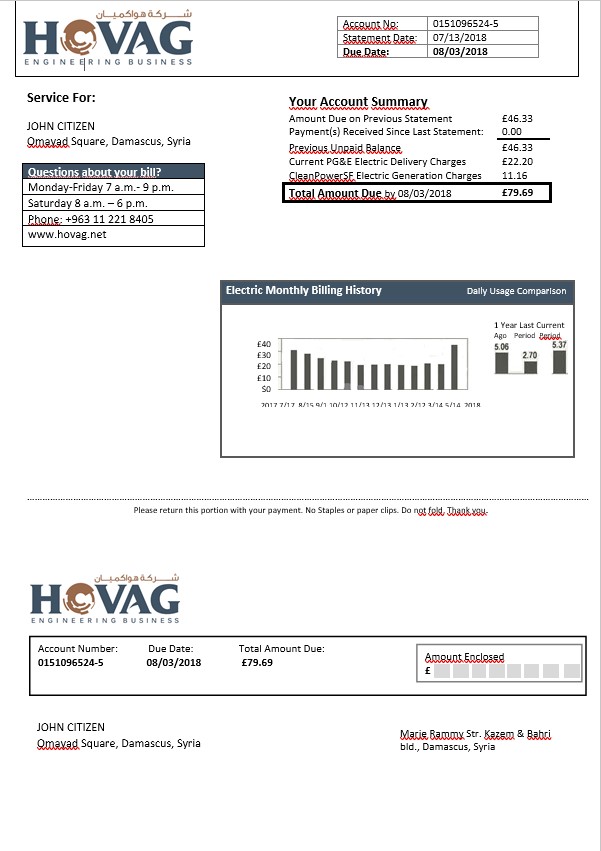 شركة هواكميان
HOVAG
ENGINEERING BUSINESS
Account No: 0151096524-5
Statement Date: 07/13/2018
Due Date: 08/03/2018
Service For:
JOHN CITIZEN
Omayad Square, Damascus, Syria
Questions about your bill?
Monday-Friday 7 a.m.- 9 p.m.
Saturday 8 a.m. – 6 p.m.
Phone: +963 11 221 8405
www.hovag.net
Your Account Summary
Amount Due on Previous Statement £46.33
Payment(s) Received Since Last Statement: 0.00
Previous Unpaid Balance £46.33
Current PG&E Electric Delivery Charges £22.20
CleanPowerSF Electric Generation Charges 11.16
Total Amount Due by 08/03/2018 £79.69
Electric Monthly Billing History Daily Usage Comparison
1 Year Last Current
Ago Period Period
5.06 2.70 5.37
£40
£30
£20
£10
$0
2017 7/17 8/15 9/1 10/12 11/13 12/13 1/13 2/12 3/14 5/14 2018
Please return this portion with your payment. No Staples or paper clips. Do not fold. Thank you.
شركة هواكميان
HOVAG
ENGINEERING BUSINESS
Account Number: Due Date: Total Amount Due:
0151096524-5 08/03/2018 £79.69
Amount Enclosed
£
JOHN CITIZEN
Omayad Square, Damascus, Syria
Marie Rammy Str. Kazem & Bahri
bld., Damascus, Syria